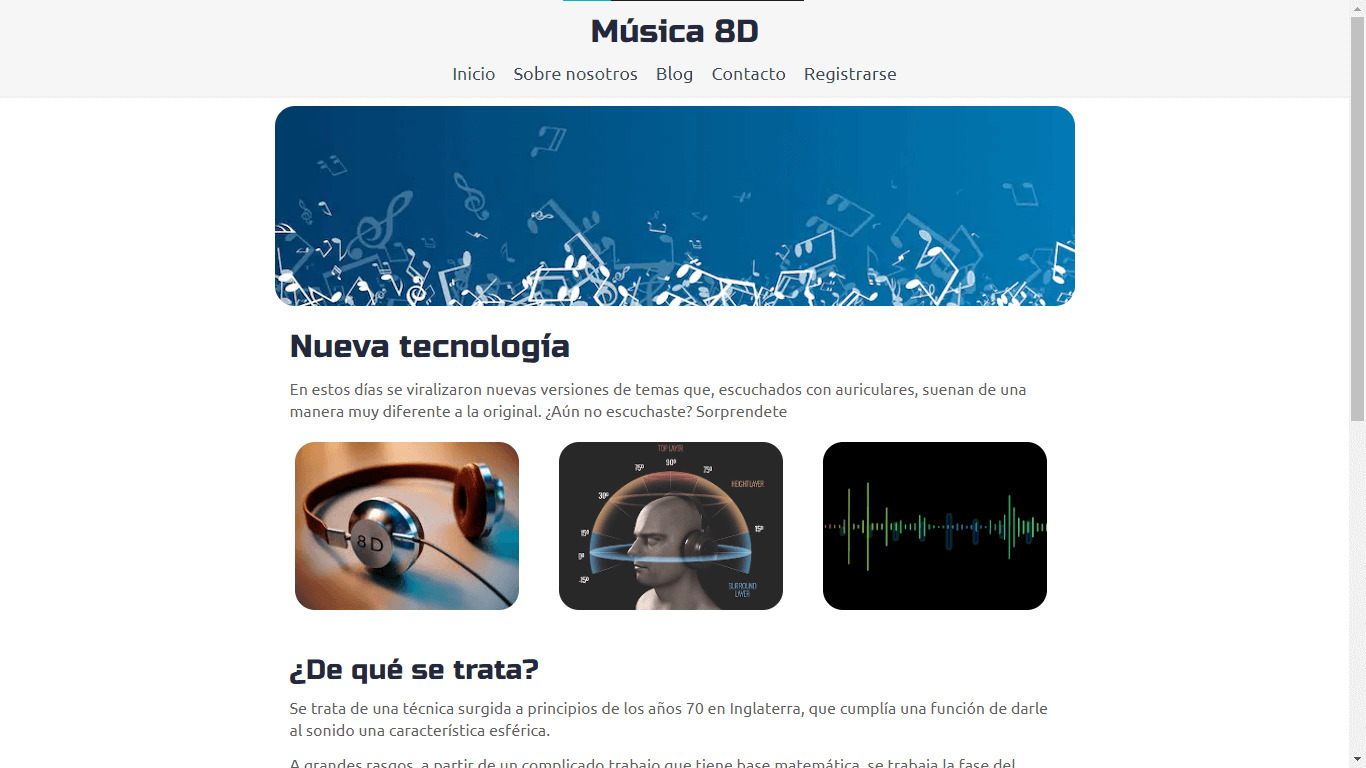 Música 8D
Inicio Sobre nosotros Blog Contacto Registrarse
Nueva tecnología
En estos días se viralizaron nuevas versiones de temas que, escuchados con auriculares, suenan de una
manera muy diferente a la original. ¿Aún no escuchaste? Sorprendete
8D
TOP LAYER
75º 90º 75º
HEIGHT LAYER
30º
15º 15º
0º
-15º
SURROUND
LAYER
¿De qué se trata?
Se trata de una técnica surgida a principios de los años 70 en Inglaterra, que cumplía una función de darle
al sonido una característica esférica.
A grandes rasgos, a partir de un complicado trabajo que tiene base matemática, se trabaja la fase del